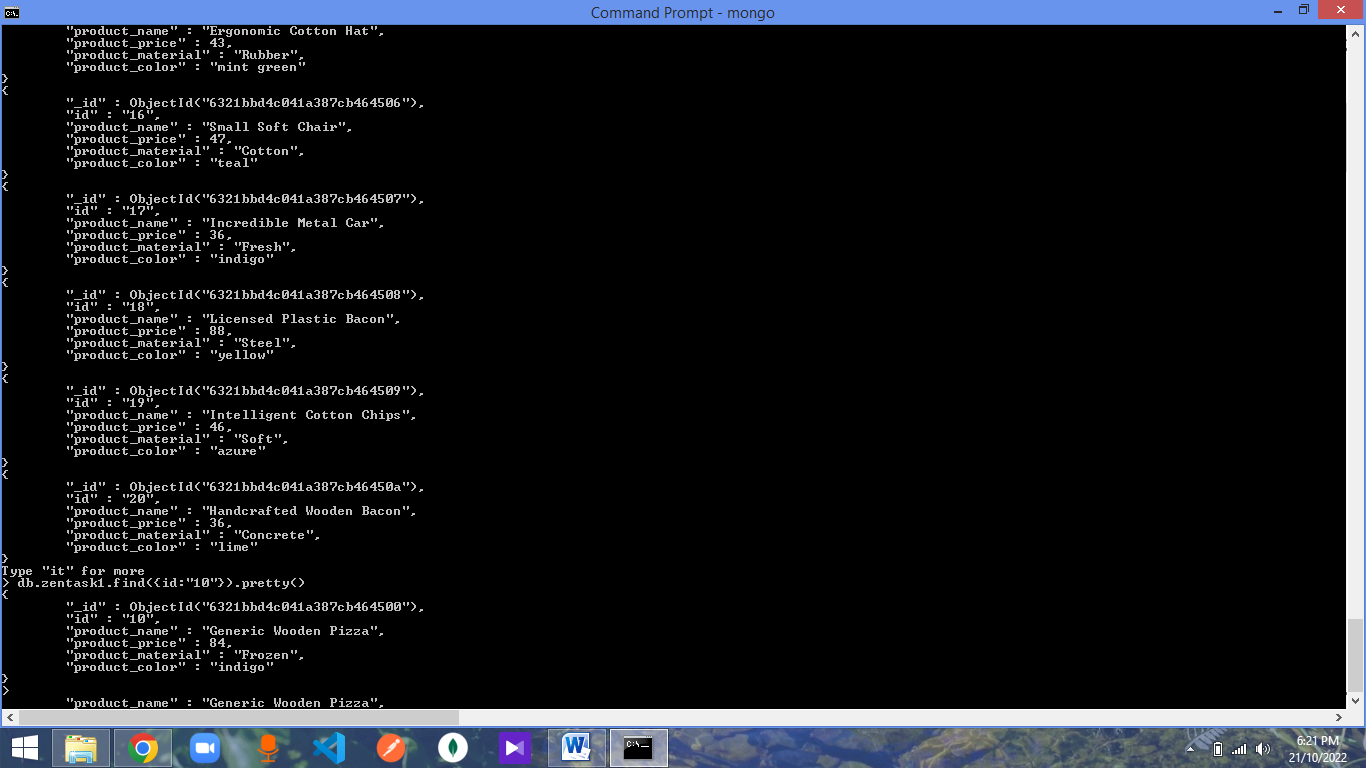 Command Prompt - mongo
"product_name" : "Ergonomic Cotton Hat",
"product_price" : 43,
"product_material" : "Rubber",
"product_color" : "mint green"
}
{
"_id" : ObjectId("6321bbd4c041a387cb464506"),
"id" : "16",
"product_name" : "Small Soft Chair",
"product_price" : 47,
"product_material" : "Cotton",
"product_color" : "teal"
}
{
"_id" : ObjectId("6321bbd4c041a387cb464507"),
"id" : "17",
"product_name" : "Incredible Metal Car",
"product_price" : 36,
"product_material" : "Fresh",
"product_color" : "indigo"
}
{
"_id" : ObjectId("6321bbd4c041a387cb464508"),
"id" : "18",
"product_name" : "Licensed Plastic Bacon",
"product_price" : 88,
"product_material" : "Steel",
"product_color" : "yellow"
}
{
"_id" : ObjectId("6321bbd4c041a387cb464509"),
"id" : "19",
"product_name" : "Intelligent Cotton Chips",
"product_price" : 46,
"product_material" : "Soft",
"product_color" : "azure"
}
{
"_id" : ObjectId("6321bbd4c041a387cb46450a"),
"id" : "20",
"product_name" : "Handcrafted Wooden Bacon",
"product_price" : 36,
"product_material" : "Concrete",
"product_color" : "lime"
}
Type "it" for more
> db.zentask1.find({id:"10"}).pretty()
{
"_id" : ObjectId("6321bbd4c041a387cb464500"),
"id" : "10",
"product_name" : "Generic Wooden Pizza",
"product_price" : 84,
"product_material" : "Frozen",
"product_color" : "indigo"
}
>
"product_name" : "Generic Wooden Pizza",
6:21 PM
21/10/2022